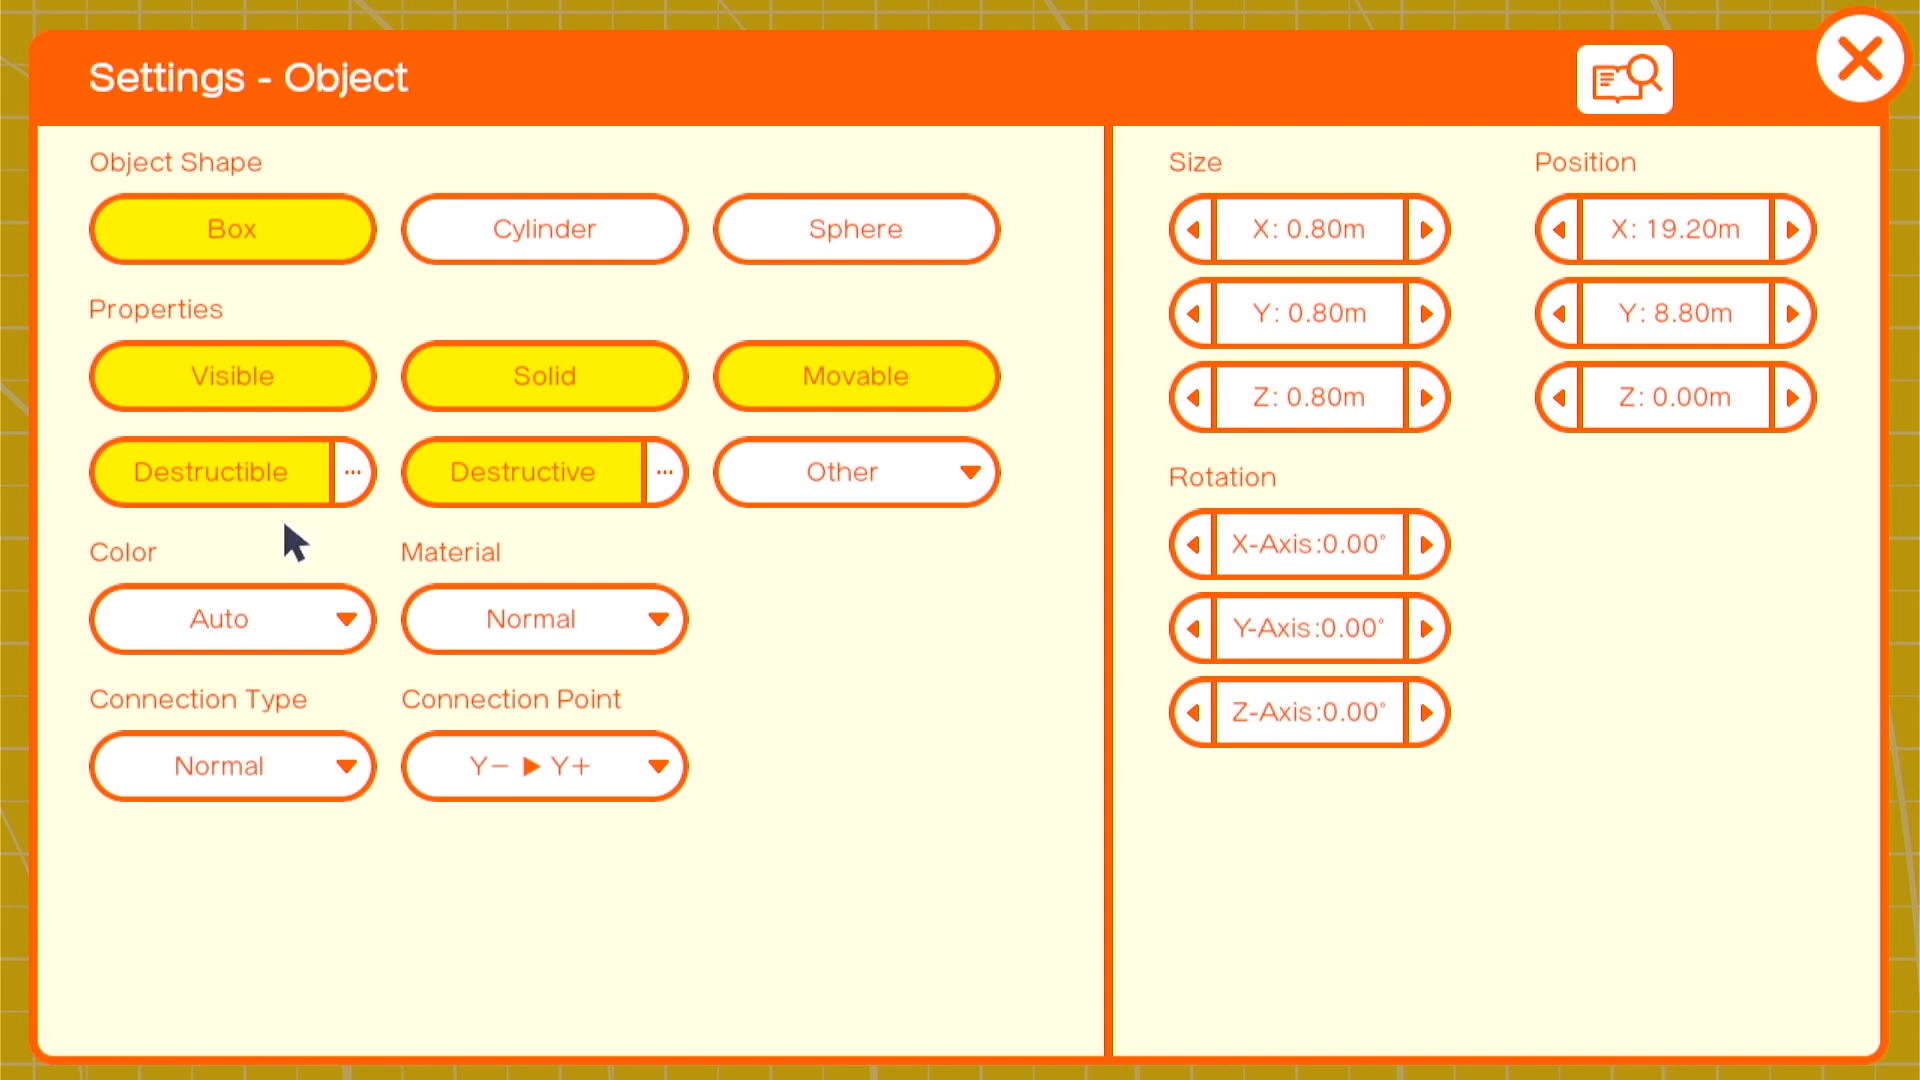 Settings - Object
Object Shape
Box
Cylinder
Sphere
Properties
Visible
Solid
Movable
Destructible ...
Destructive ...
Other
Color
Material
Auto
Normal
Connection Type
Connection Point
Normal
Y− ▶ Y+
Size
X: 0.80m
Y: 0.80m
Z: 0.80m
Position
X: 19.20m
Y: 8.80m
Z: 0.00m
Rotation
X-Axis:0.00°
Y-Axis:0.00°
Z-Axis:0.00°